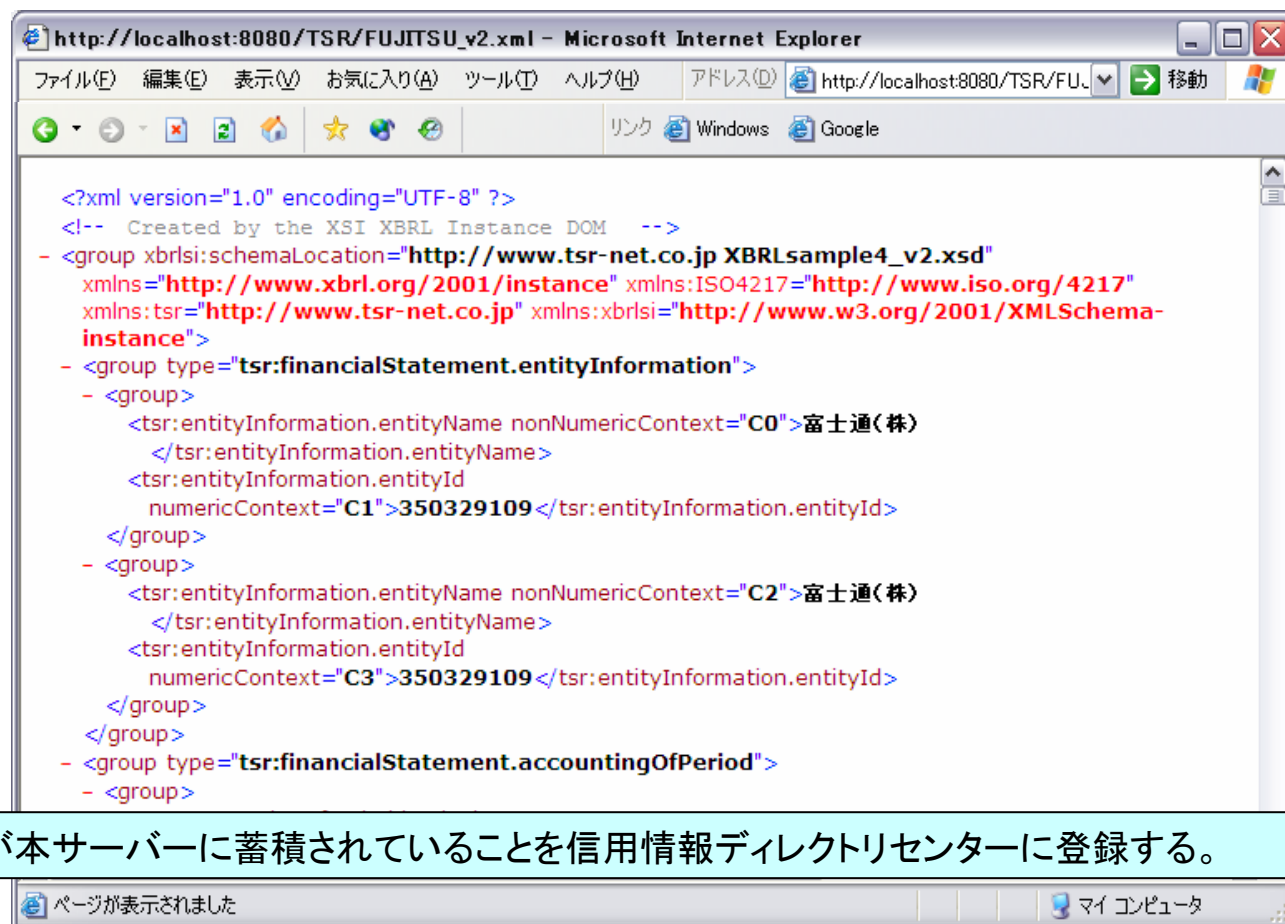 http://localhost:8080/TSR/FUJITSU_v2.xml - Microsoft Internet Explorer
ファイル(F) 編集(E) 表示(V) お気に入り(A) ツール(T) ヘルプ(H) アドレス(D) http://localhost:8080/TSR/FU 移動
リンク Windows Google
<?xml version="1.0" encoding="UTF-8" ?>
<!-- Created by the XSI XBRL Instance DOM -->
- <group xbrlsi:schemaLocation="http://www.tsr-net.co.jp XBRLsample4_v2.xsd"
xmlns="http://www.xbrl.org/2001/instance" xmlns:ISO4217="http://www.iso.org/4217"
xmlns:tsr="http://www.tsr-net.co.jp" xmlns:xbrlsi="http://www.w3.org/2001/XMLSchema-
instance">
- <group type="tsr:financialStatement.entityInformation">
- <group>
<tsr:entityInformation.entityName nonNumericContext="C0">富士通(株)
</tsr:entityInformation.entityName>
<tsr:entityInformation.entityId
numericContext="C1">350329109</tsr:entityInformation.entityId>
</group>
- <group>
<tsr:entityInformation.entityName nonNumericContext="C2">富士通(株)
</tsr:entityInformation.entityName>
<tsr:entityInformation.entityId
numericContext="C3">350329109</tsr:entityInformation.entityId>
</group>
</group>
- <group type="tsr:financialStatement.accountingOfPeriod">
- <group>
が本サーバーに蓄積されていることを信用情報ディレクトリセンターに登録する。
ページが表示されました マイ コンピュータ